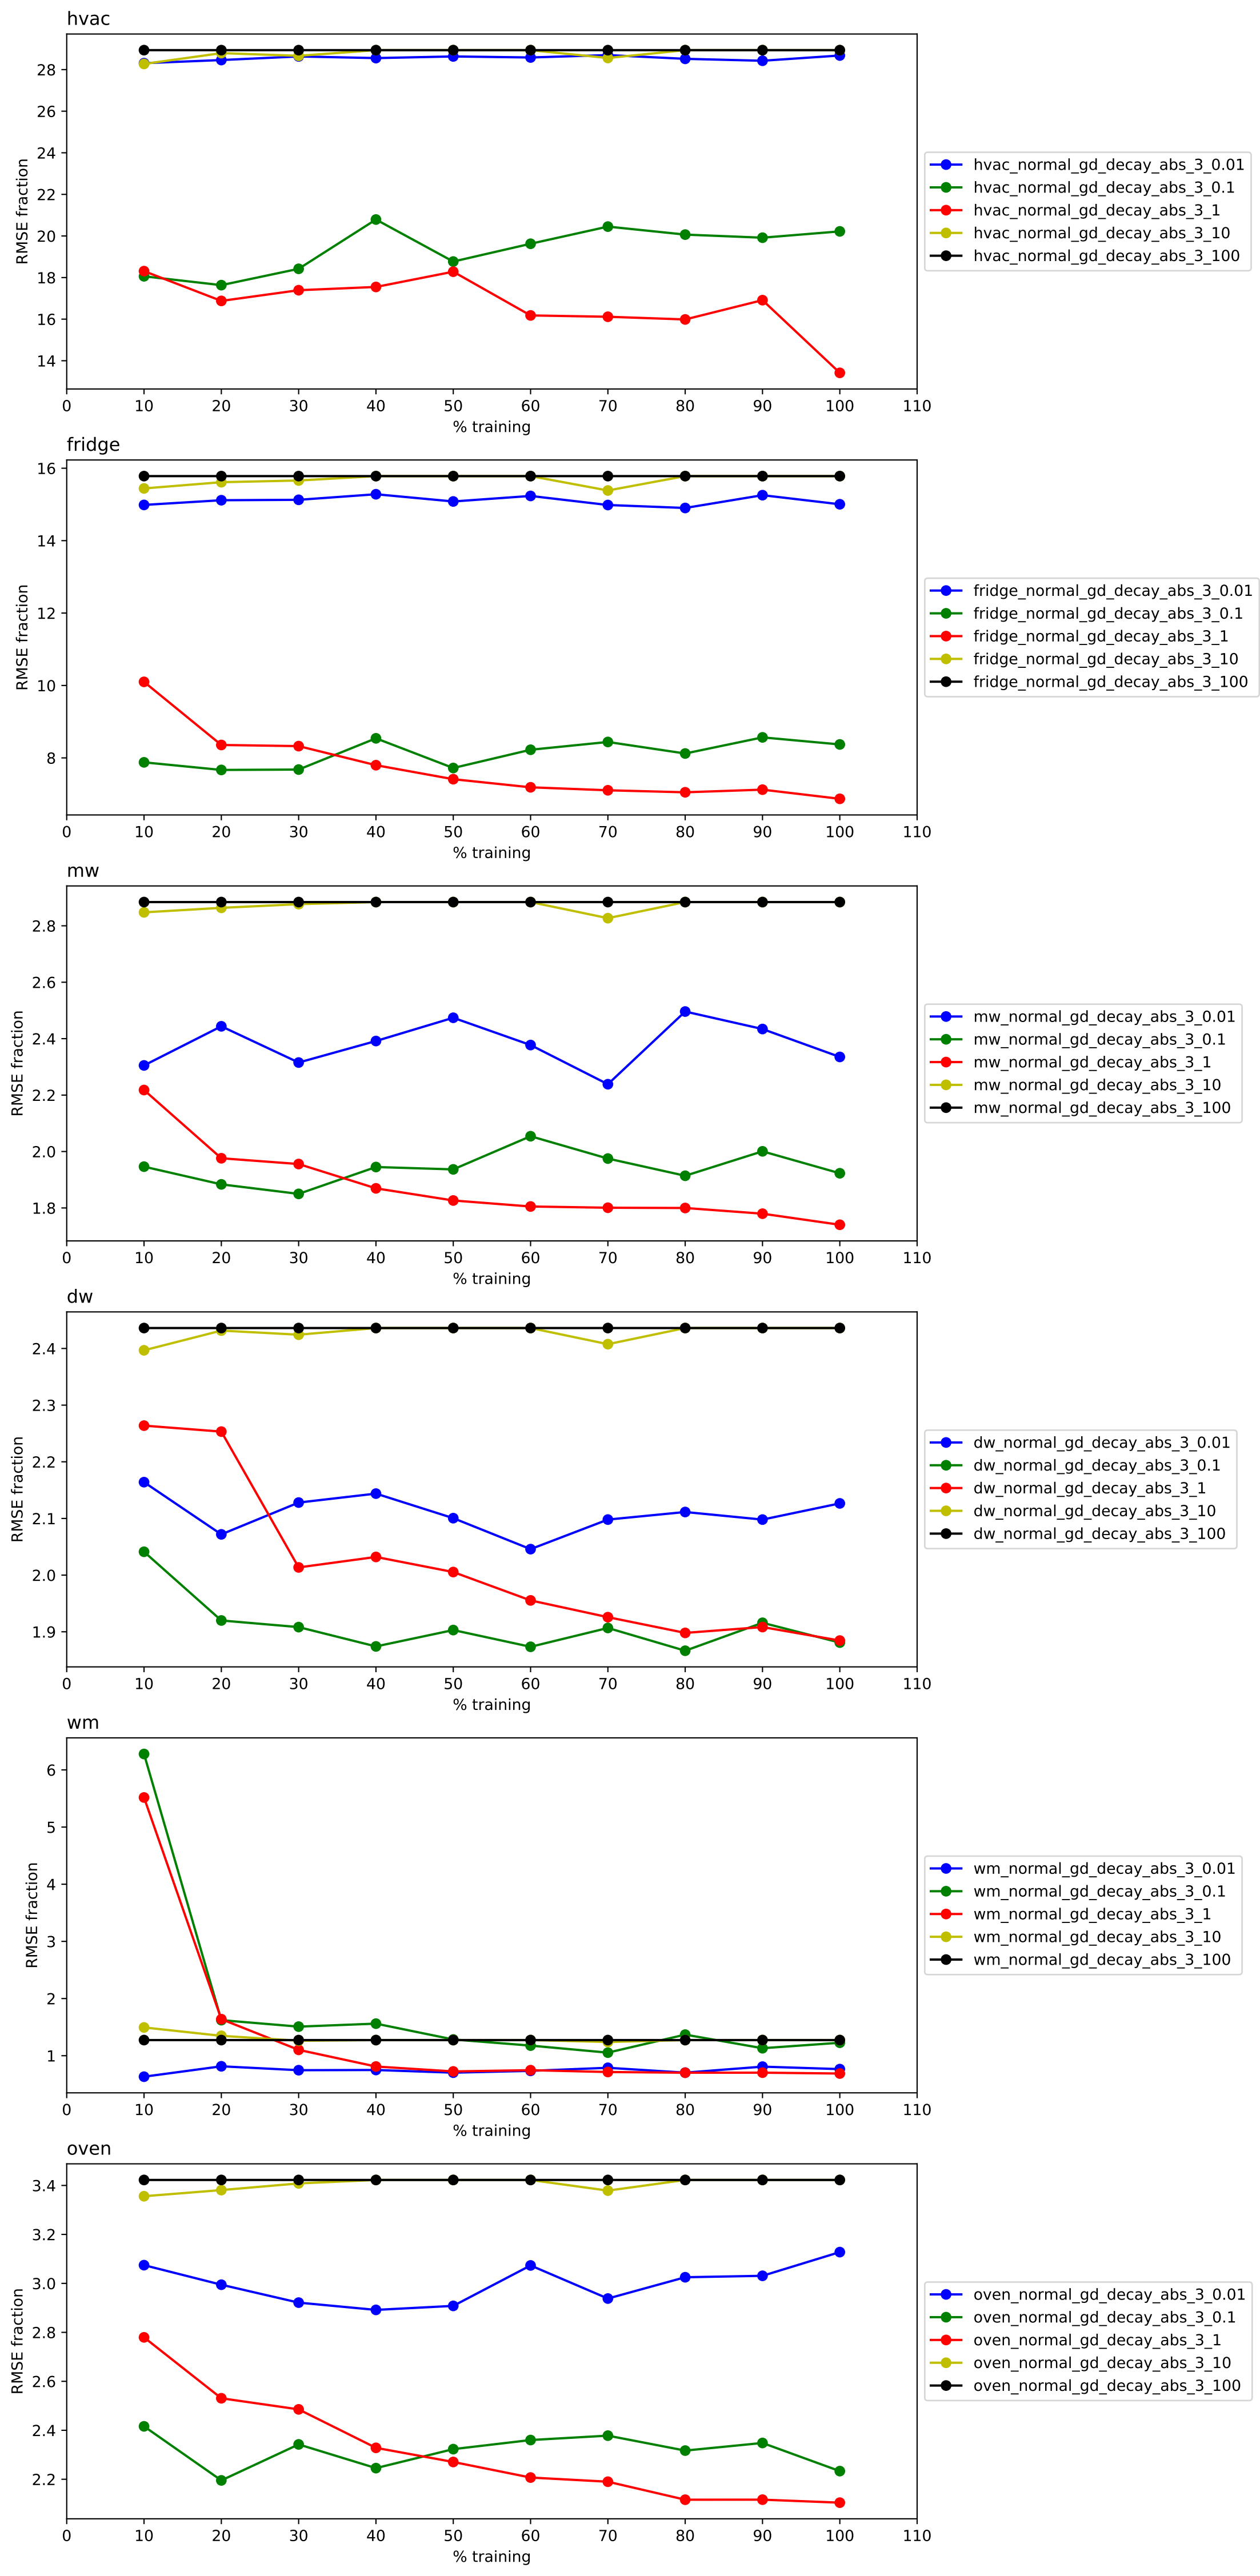 hvac
RMSE fraction
28
26
24
22
20
18
16
14
0 10 20 30 40 50 60 70 80 90 100 110
% training
hvac_normal_gd_decay_abs_3_0.01
hvac_normal_gd_decay_abs_3_0.1
hvac_normal_gd_decay_abs_3_1
hvac_normal_gd_decay_abs_3_10
hvac_normal_gd_decay_abs_3_100
fridge
RMSE fraction
16
14
12
10
8
0 10 20 30 40 50 60 70 80 90 100 110
% training
fridge_normal_gd_decay_abs_3_0.01
fridge_normal_gd_decay_abs_3_0.1
fridge_normal_gd_decay_abs_3_1
fridge_normal_gd_decay_abs_3_10
fridge_normal_gd_decay_abs_3_100
mw
RMSE fraction
2.8
2.6
2.4
2.2
2.0
1.8
0 10 20 30 40 50 60 70 80 90 100 110
% training
mw_normal_gd_decay_abs_3_0.01
mw_normal_gd_decay_abs_3_0.1
mw_normal_gd_decay_abs_3_1
mw_normal_gd_decay_abs_3_10
mw_normal_gd_decay_abs_3_100
dw
RMSE fraction
2.4
2.3
2.2
2.1
2.0
1.9
0 10 20 30 40 50 60 70 80 90 100 110
% training
dw_normal_gd_decay_abs_3_0.01
dw_normal_gd_decay_abs_3_0.1
dw_normal_gd_decay_abs_3_1
dw_normal_gd_decay_abs_3_10
dw_normal_gd_decay_abs_3_100
wm
RMSE fraction
6
5
4
3
2
1
0 10 20 30 40 50 60 70 80 90 100 110
% training
wm_normal_gd_decay_abs_3_0.01
wm_normal_gd_decay_abs_3_0.1
wm_normal_gd_decay_abs_3_1
wm_normal_gd_decay_abs_3_10
wm_normal_gd_decay_abs_3_100
oven
RMSE fraction
3.4
3.2
3.0
2.8
2.6
2.4
2.2
0 10 20 30 40 50 60 70 80 90 100 110
% training
oven_normal_gd_decay_abs_3_0.01
oven_normal_gd_decay_abs_3_0.1
oven_normal_gd_decay_abs_3_1
oven_normal_gd_decay_abs_3_10
oven_normal_gd_decay_abs_3_100